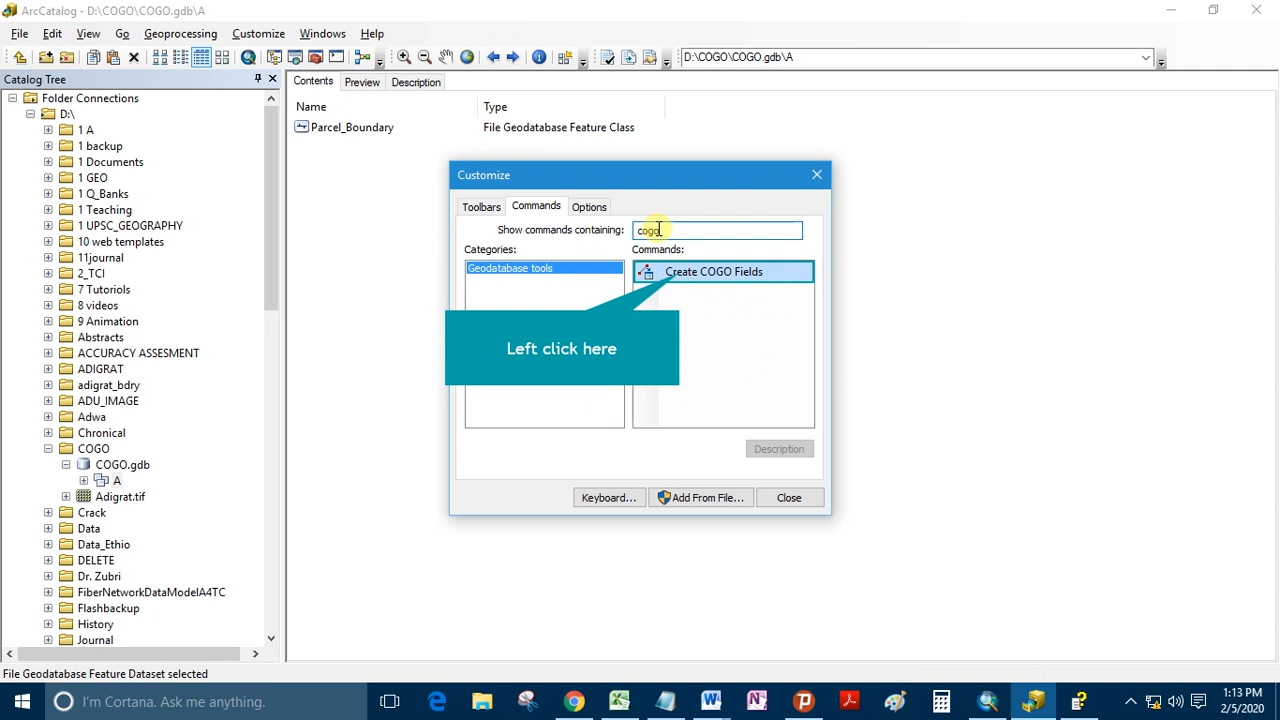 ArcCatalog - D:\COGO\COGO.gdb\A
File Edit View Go Geoprocessing Customize Windows Help
D:\COGO\COGO.gdb\A
Catalog Tree
Folder Connections
D:\
1 A
1 backup
1 Documents
1 GEO
1 Q_Banks
1 Teaching
1 UPSC_GEOGRAPHY
10 web templates
11journal
2_TCI
7 Tutorials
8 videos
9 Animation
Abstracts
ACCURACY ASSESMENT
ADIGRAT
adigrat_bdry
ADU_IMAGE
Adwa
Chronical
COGO
COGO.gdb
A
Adigrat.tif
Crack
Data
Data_Ethio
DELETE
Dr. Zubri
FiberNetworkDataModelA4TC
Flashbackup
History
Journal
Contents Preview Description
Name Type
Parcel_Boundary File Geodatabase Feature Class
Customize
Toolbars Commands Options
Show commands containing: cogo
Categories: Commands:
Geodatabase tools
Create COGO Fields
Left click here
Description
Keyboard... Add From File... Close
File Geodatabase Feature Dataset selected
I'm Cortana. Ask me anything.
1:13 PM
2/5/2020